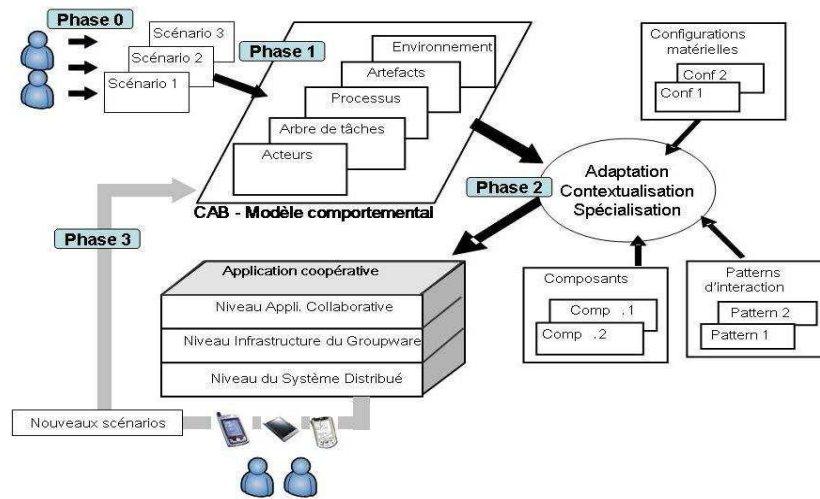 Phase 0
Scénario 3
Scénario 2
Scénario 1
Phase 1
Environnement
Artefacts
Processus
Arbre de tâches
Acteurs
CAB - Modèle comportemental
Configurations
matérielles
Conf 2
Conf 1
Phase 2
Adaptation
Contextualisation
Spécialisation
Phase 3
Application coopérative
Niveau Appli. Collaborative
Niveau Infrastructure du Groupware
Niveau du Système Distribué
Composants
Comp .1
Comp .2
Patterns
d'interaction
Pattern 2
Pattern 1
Nouveaux scénarios